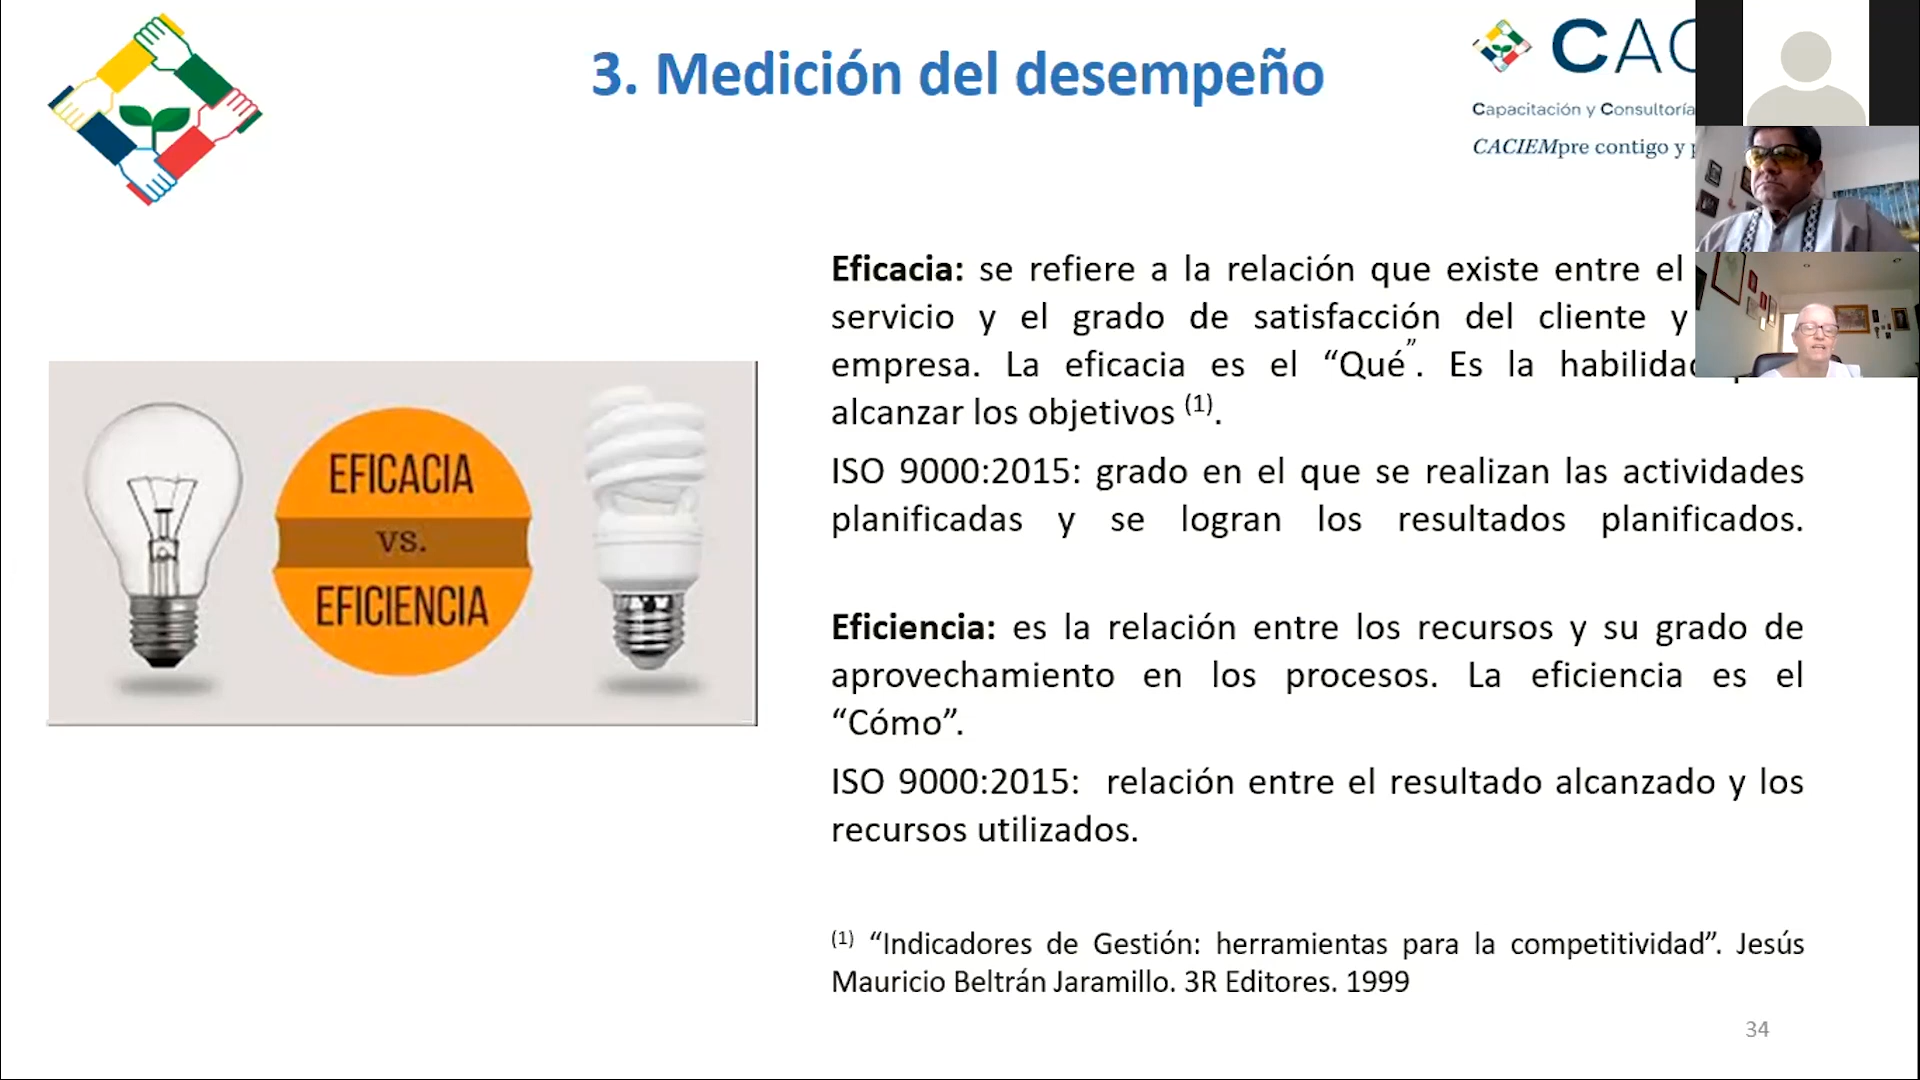 3. Medición del desempeño
CAC
Capacitación y Consultoría
CACIEMpre contigo y
Eficacia: se refiere a la relación que existe entre el
servicio y el grado de satisfacción del cliente y
empresa. La eficacia es el “Qué”. Es la habilidad
alcanzar los objetivos (1).
ISO 9000:2015: grado en el que se realizan las actividades
planificadas y se logran los resultados planificados.
EFICACIA
vs.
EFICIENCIA
Eficiencia: es la relación entre los recursos y su grado de
aprovechamiento en los procesos. La eficiencia es el
“Cómo”.
ISO 9000:2015: relación entre el resultado alcanzado y los
recursos utilizados.
(1) “Indicadores de Gestión: herramientas para la competitividad”. Jesús
Mauricio Beltrán Jaramillo. 3R Editores. 1999
34